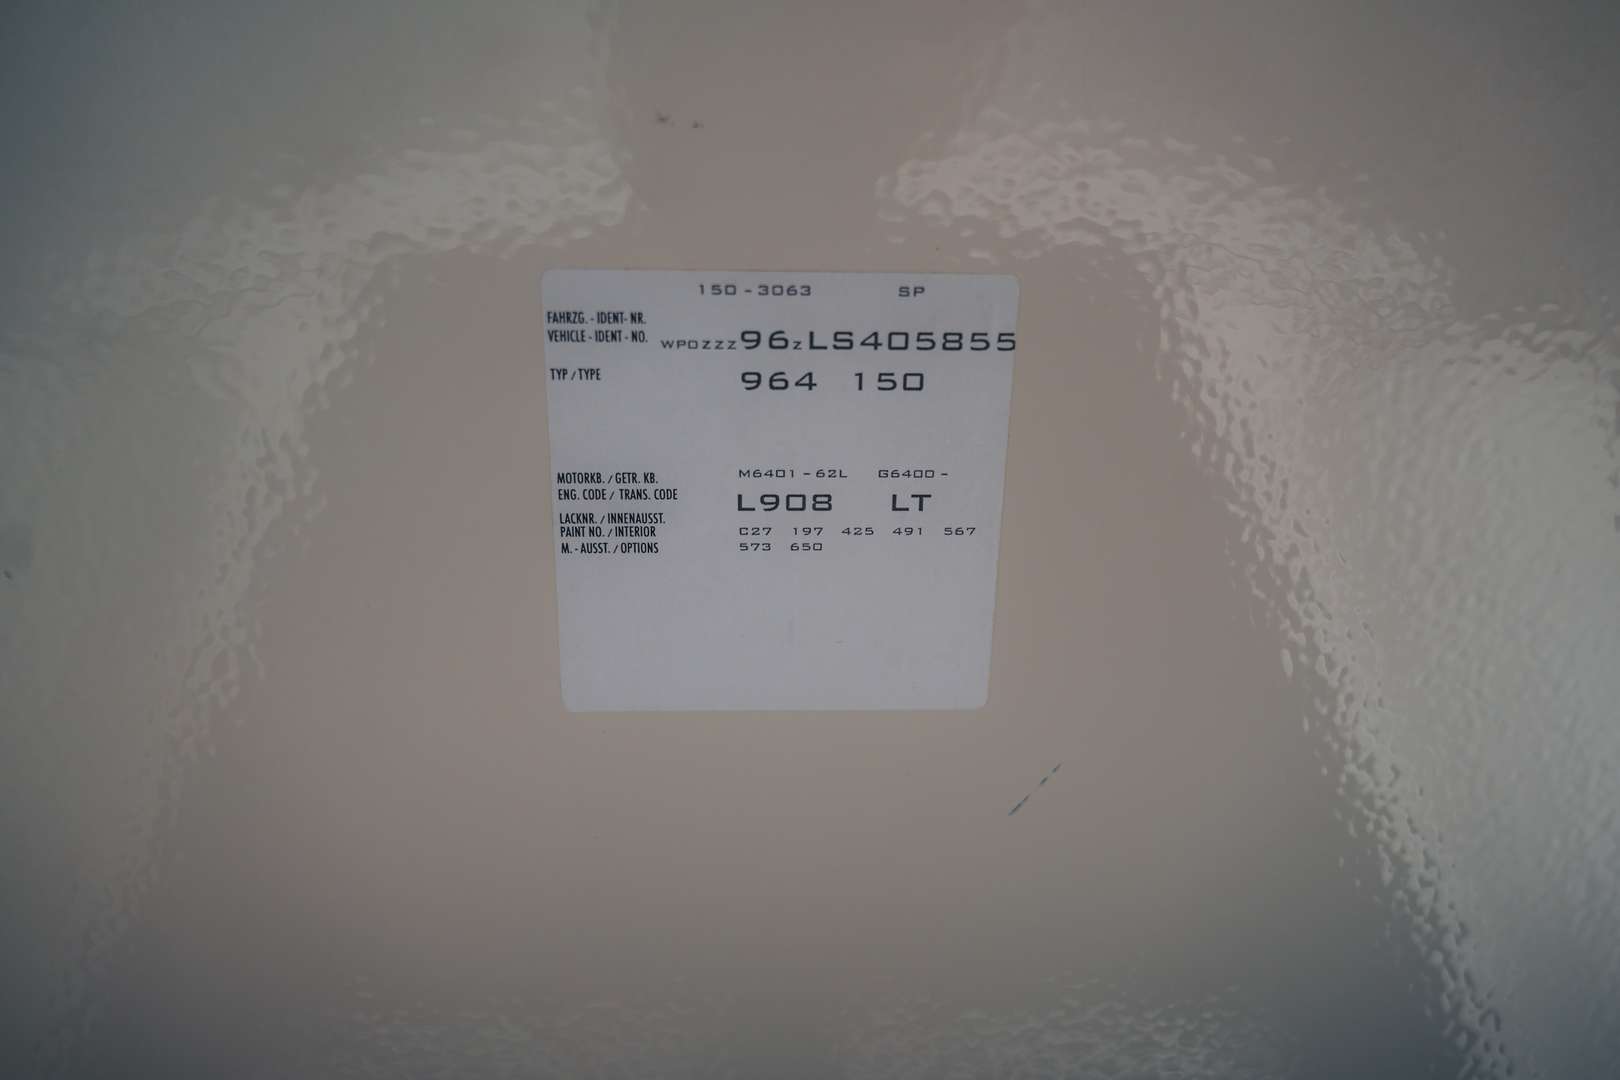 150-3063 SP
FAHRZG.-IDENT-NR.
VEHICLE-IDENT-NO. WP0ZZZ96ZLS405855
TYP/TYPE 964 150
MOTORKB./GETR. KB. M6401-62L G6400-
ENG. CODE/TRANS. CODE L908 LT
LACKNR./INNENAUSST.
PAINT NO./INTERIOR C27 197 425 491 567
M.-AUSST./OPTIONS 573 650